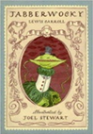 JABBERWOCKY
LEWIS CARROLL
illustrated by
JOEL STEWART